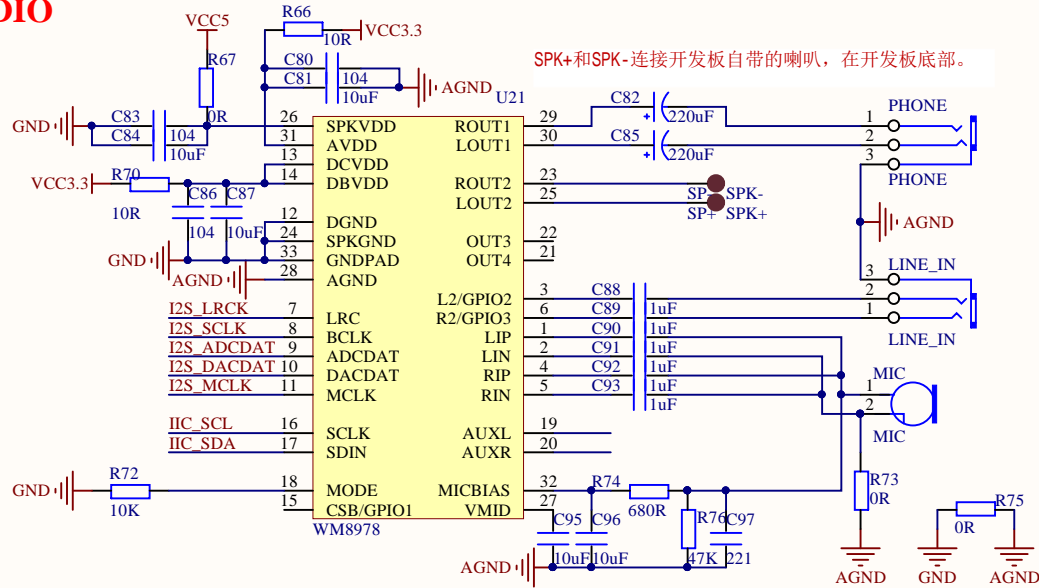 DIO
R66
VCC5
VCC3.3
10R
R67
C80
104
C81
10uF
AGND
SPK+和SPK-连接开发板自带的喇叭，在开发板底部。
U21
0R
GND
C83
104
C84
10uF
26
SPKVDD
31
AVDD
13
DCVDD
14
DBVDD
VCC3.3
R70
10R
C86
C87
104
10uF
12
DGND
24
SPKGND
33
GNDPAD
28
AGND
GND
AGND
I2S_LRCK
7
LRC
I2S_SCLK
8
BCLK
I2S_ADCDAT
9
ADCDAT
I2S_DACDAT
10
DACDAT
I2S_MCLK
11
MCLK
IIC_SCL
16
SCLK
IIC_SDA
17
SDIN
GND
R72
10K
18
MODE
15
CSB/GPIO1
WM8978
ROUT1
29
LOUT1
30
ROUT2
23
LOUT2
25
OUT3
22
OUT4
21
L2/GPIO2
3
R2/GPIO3
6
LIP
1
LIN
2
RIP
4
RIN
5
AUXL
19
AUXR
20
MICBIAS
32
VMID
27
C82
+
220uF
C85
+
220uF
PHONE
1
2
3
PHONE
SP-
SPK-
SP+
SPK+
AGND
LINE_IN
3
2
1
LINE_IN
C88
C89
1uF
C90
1uF
C91
1uF
C92
1uF
C93
1uF
1uF
MIC
1
2
MIC
R74
680R
R76
47K
C97
221
C95
10uF
C96
10uF
AGND
R73
0R
AGND
R75
0R
GND
AGND